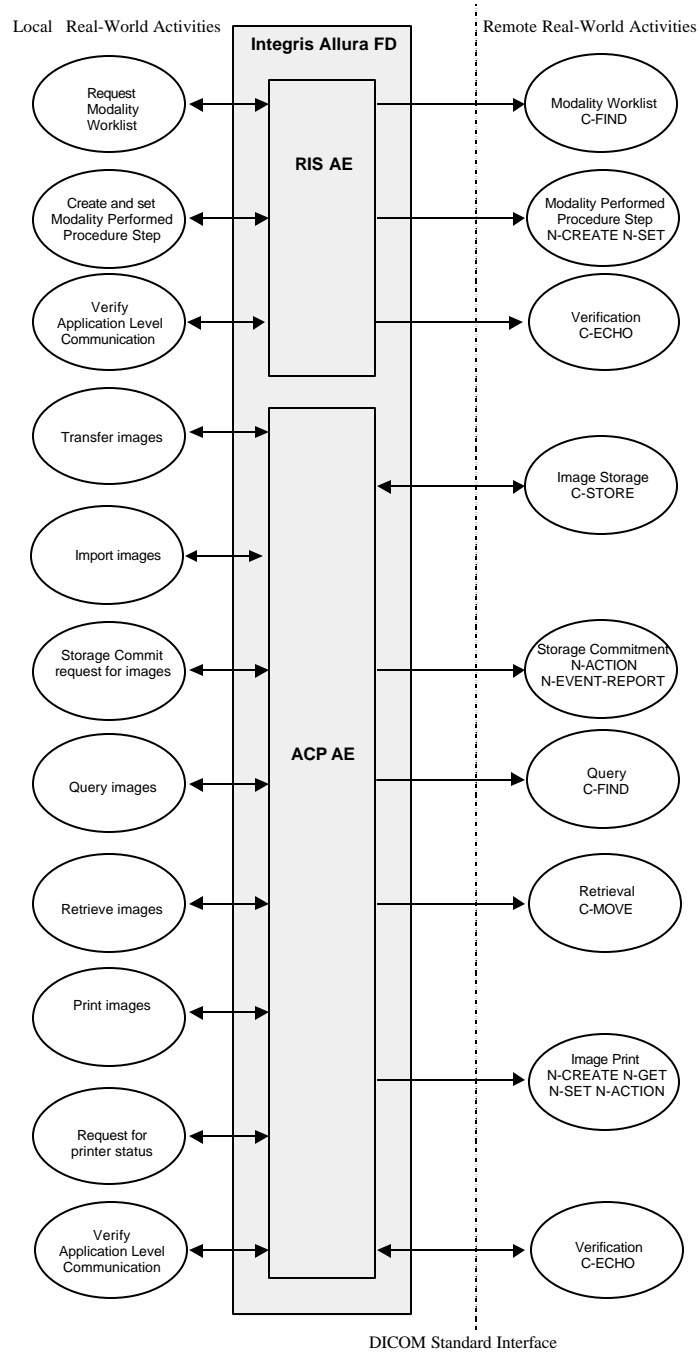 Local Real-World Activities
Integris Allura FD
Remote Real-World Activities
Request
Modality
Worklist
RIS AE
Modality Worklist
C-FIND
Create and set
Modality Performed
Procedure Step
Modality Performed
Procedure Step
N-CREATE N-SET
Verify
Application Level
Communication
Verification
C-ECHO
Transfer images
Image Storage
C-STORE
Import images
Storage Commit
request for images
Storage Commitment
N-ACTION
N-EVENT-REPORT
ACP AE
Query images
Query
C-FIND
Retrieve images
Retrieval
C-MOVE
Print images
Image Print
N-CREATE N-GET
N-SET N-ACTION
Request for
printer status
Verify
Application Level
Communication
Verification
C-ECHO
DICOM Standard Interface